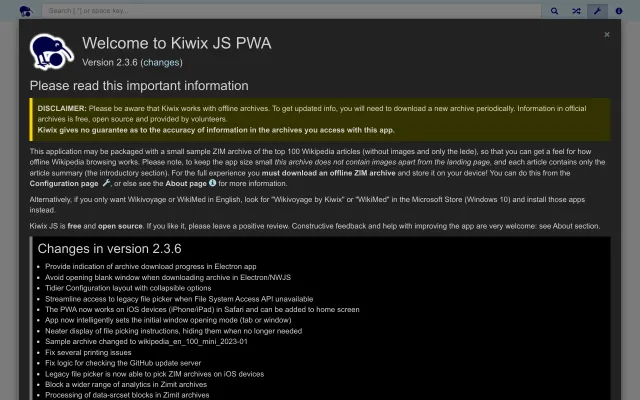 Search [.*] or space key...
×
Welcome to Kiwix JS PWA
Version 2.3.6 (changes)
Please read this important information
DISCLAIMER: Please be aware that Kiwix works with offline archives. To get updated info, you will need to download a new archive periodically. Information in official
archives is free, open source and provided by volunteers.
Kiwix gives no guarantee as to the accuracy of information in the archives you access with this app.
This application may be packaged with a small sample ZIM archive of the top 100 Wikipedia articles (without images and only the lede), so that you can get a feel for how
offline Wikipedia browsing works. Please note, to keep the app size small this archive does not contain images apart from the landing page, and each article contains only the
article summary (the introductory section). For the full experience you must download an offline ZIM archive and store it on your device! You can do this from the
Configuration page , or else see the About page for more information.
Alternatively, if you only want Wikivoyage or WikiMed in English, look for "Wikivoyage by Kiwix" or "WikiMed" in the Microsoft Store (Windows 10) and install those apps
instead.
Kiwix JS is free and open source. If you like it, please leave a positive review. Constructive feedback and help with improving the app are very welcome: see About section.
Changes in version 2.3.6
• Provide indication of archive download progress in Electron app
• Avoid opening blank window when downloading archive in Electron/NWJS
• Tidier Configuration layout with collapsible options
• Streamline access to legacy file picker when File System Access API unavailable
• The PWA now works on iOS devices (iPhone/iPad) in Safari and can be added to home screen
• App now intelligently sets the initial window opening mode (tab or window)
• Neater display of file picking instructions, hiding them when no longer needed
• Sample archive changed to wikipedia_en_100_mini_2023-01
• Fix several printing issues
• Fix logic for checking the GitHub update server
• Legacy file picker is now able to pick ZIM archives on iOS devices
• Block a wider range of analytics in Zimit archives
• Processing of data-srcset blocks in Zimit archives